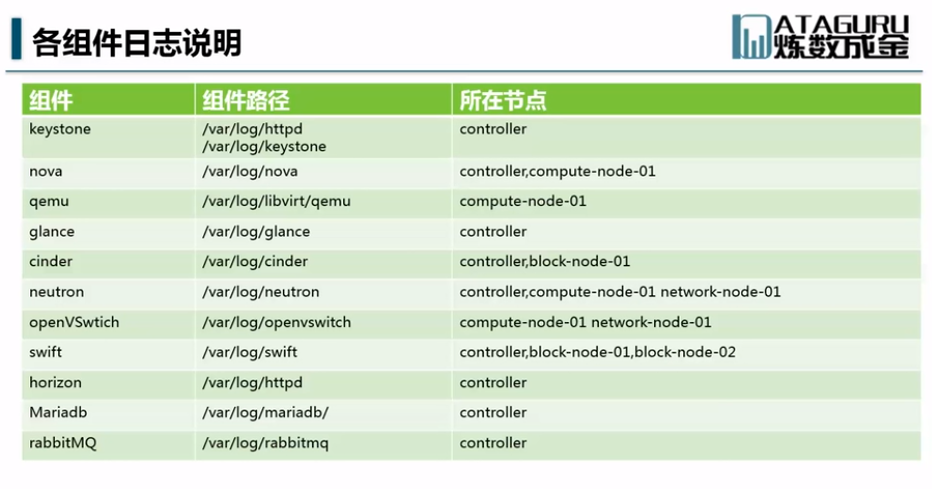 各组件日志说明
ATAGURU
炼数成金
组件 组件路径 所在节点
keystone /var/log/httpd controller
/var/log/keystone
nova /var/log/nova controller,compute-node-01
qemu /var/log/libvirt/qemu compute-node-01
glance /var/log/glance controller
cinder /var/log/cinder controller,block-node-01
neutron /var/log/neutron controller,compute-node-01 network-node-01
openVSwtich /var/log/openvswitch compute-node-01 network-node-01
swift /var/log/swift controller,block-node-01,block-node-02
horizon /var/log/httpd controller
Mariadb /var/log/mariadb/ controller
rabbitMQ /var/log/rabbitmq controller